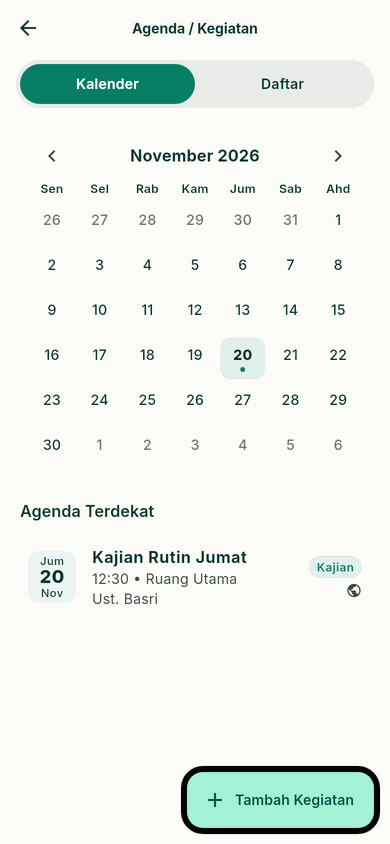 Agenda / Kegiatan
Kalender Daftar
November 2026
Sen Sel Rab Kam Jum Sab Ahd
26 27 28 29 30 31 1
2 3 4 5 6 7 8
9 10 11 12 13 14 15
16 17 18 19 20 21 22
23 24 25 26 27 28 29
30 1 2 3 4 5 6
Agenda Terdekat
Jum
20
Nov
Kajian Rutin Jumat
12:30 • Ruang Utama
Ust. Basri
Kajian
Tambah Kegiatan